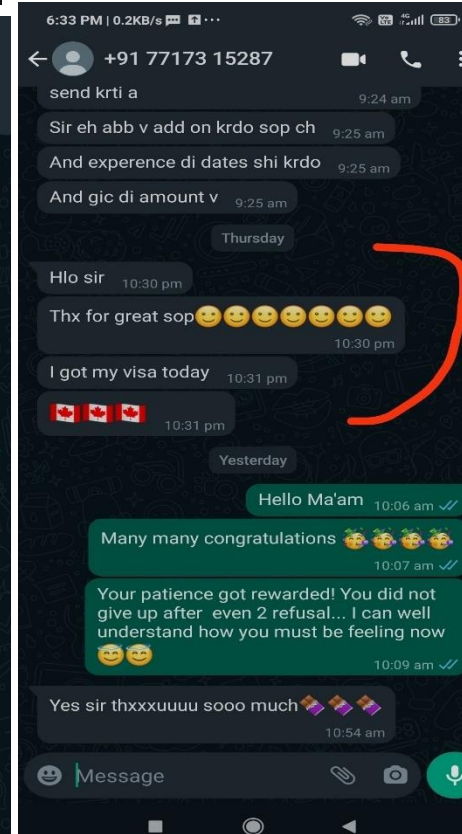 6:33 PM | 0.2KB/s
4G
83
+91 77173 15287
send krti a
9:24 am
Sir eh abb v add on krdo sop ch 9:25 am
And experence di dates shi krdo 9:25 am
And gic di amount v 9:25 am
Thursday
Hlo sir 10:30 pm
Thx for great sop🙂🙂🙂🙂🙂🙂🙂
10:30 pm
I got my visa today 10:31 pm
🇨🇦🇨🇦🇨🇦
10:31 pm
Yesterday
Hello Ma'am 10:06 am
Many many congratulations 🥳🥳🥳🥳
10:07 am
Your patience got rewarded! You did not
give up after even 2 refusal... I can well
understand how you must be feeling now
😇😇
10:09 am
Yes sir thxxxuuuu sooo much🍫🍫🍫
10:54 am
Message